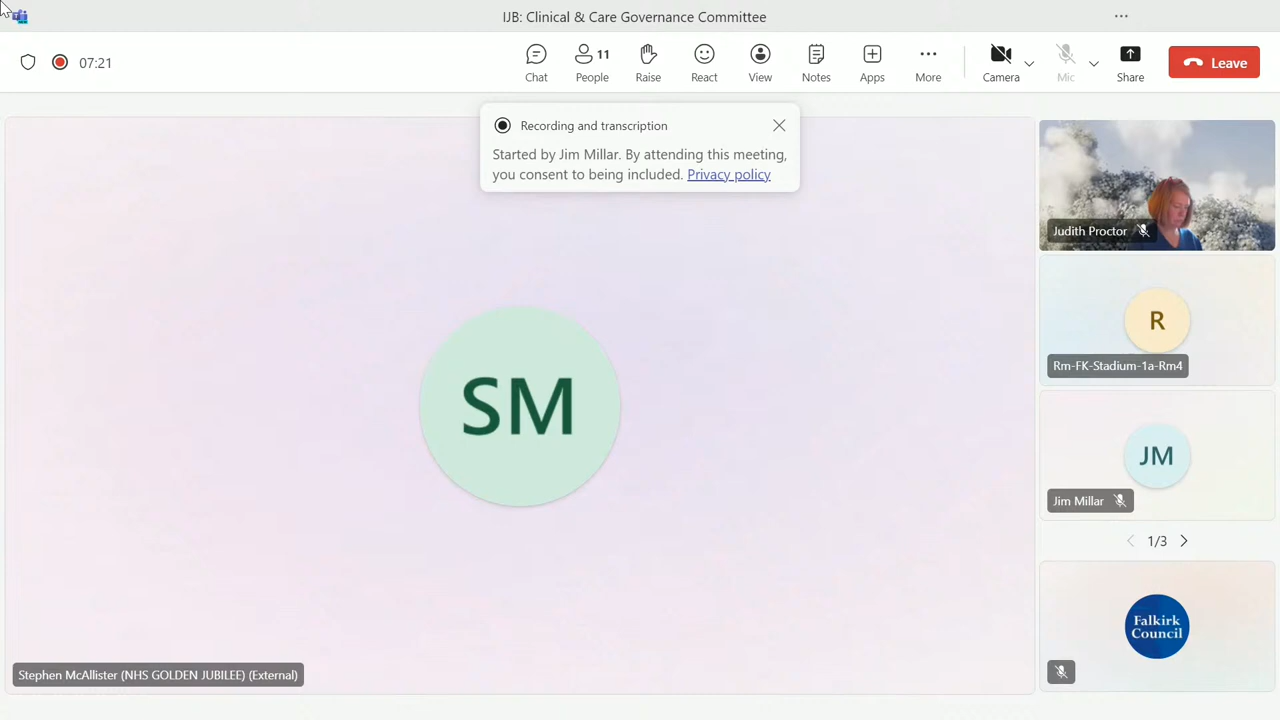 IJB: Clinical & Care Governance Committee
07:21
Chat
People
11
Raise
React
View
Notes
Apps
More
Camera
Mic
Share
Leave
Recording and transcription
Started by Jim Millar. By attending this meeting,
you consent to being included. Privacy policy
SM
Stephen McAllister (NHS GOLDEN JUBILEE) (External)
Judith Proctor
R
Rm-FK-Stadium-1a-Rm4
JM
Jim Millar
1/3
Falkirk
Council